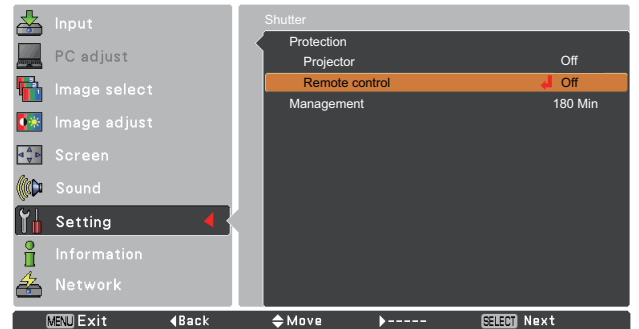 Input
PC adjust
Image select
Image adjust
Screen
Sound
Setting
Information
Network
Shutter
Protection
Projector Off
Remote control Off
Management 180 Min
MENU Exit Back Move ----- SELECT Next